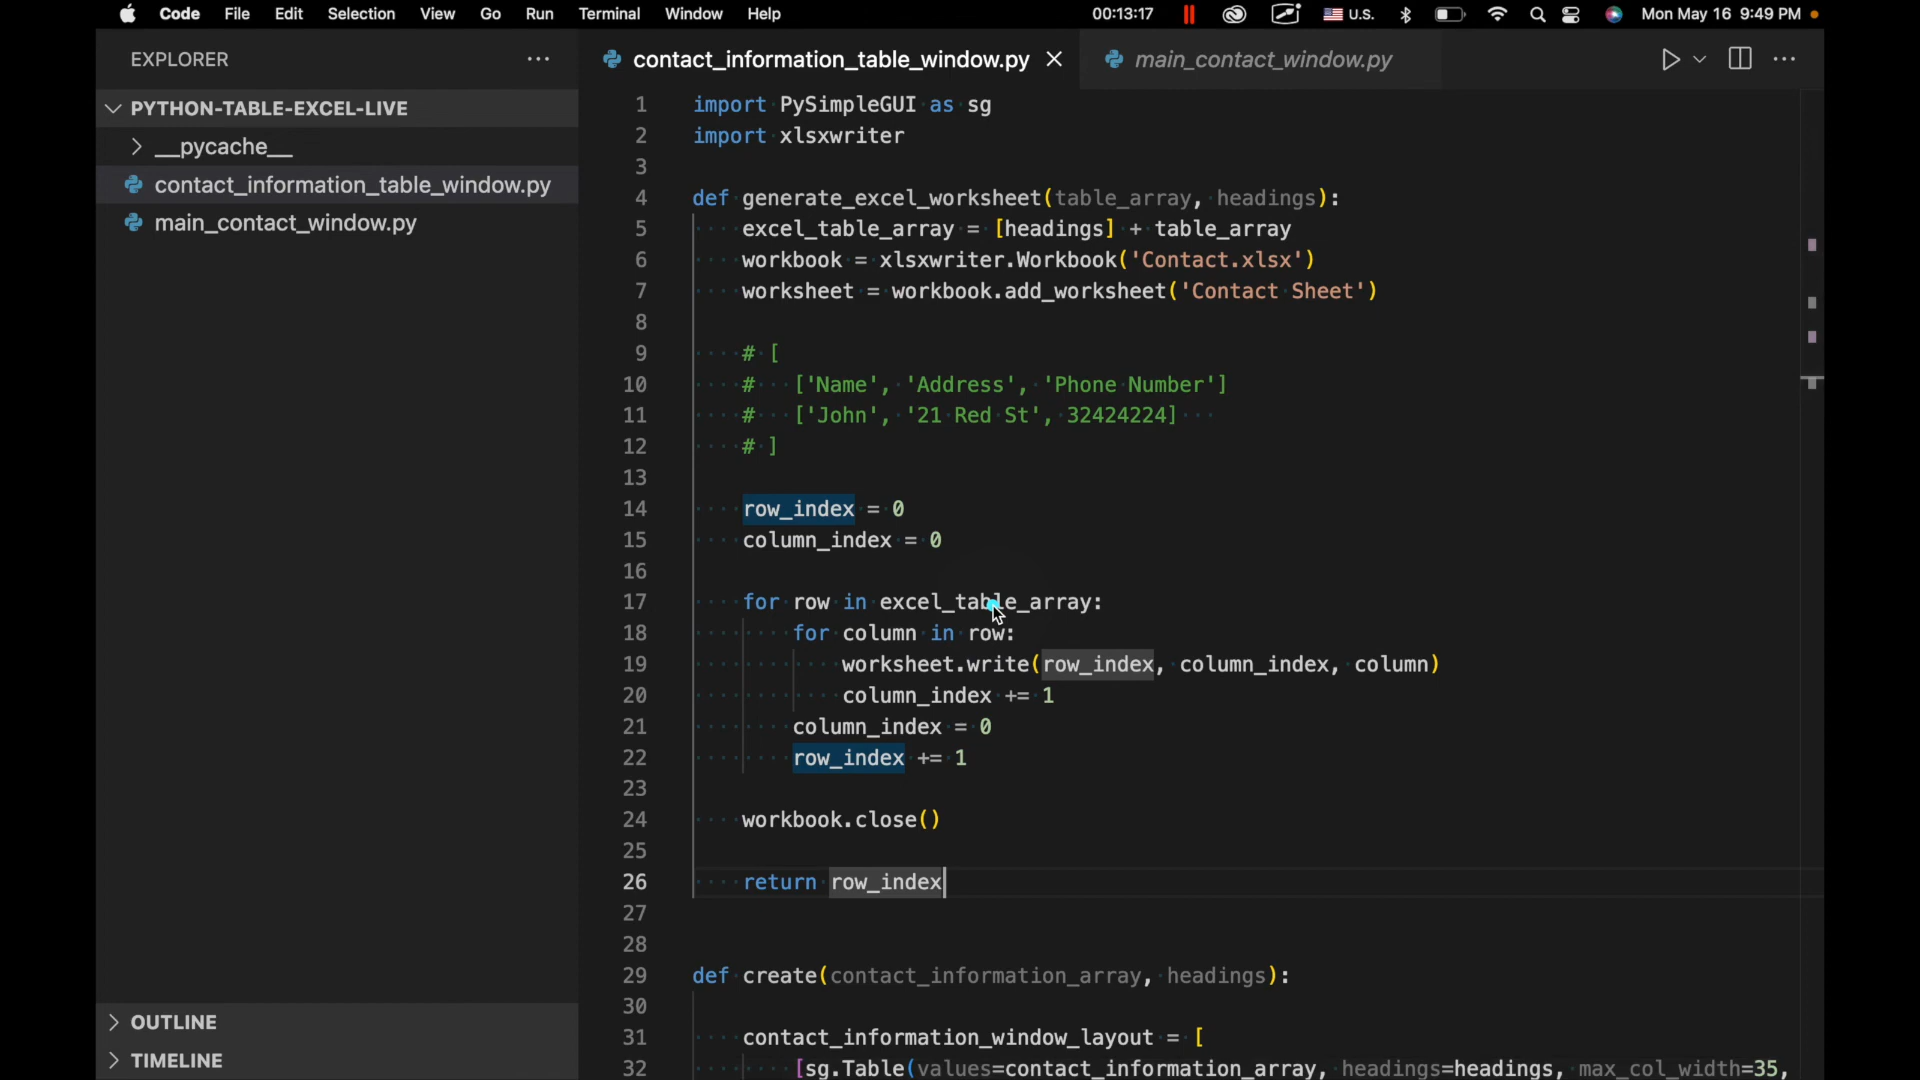 Code File Edit Selection View Go Run Terminal Window Help 00:13:17 U.S. Mon May 16 9:49 PM
EXPLORER
contact_information_table_window.py
main_contact_window.py
PYTHON-TABLE-EXCEL-LIVE
__pycache__
contact_information_table_window.py
main_contact_window.py
OUTLINE
TIMELINE
1 import PySimpleGUI as sg
2 import xlsxwriter
3
4 def generate_excel_worksheet(table_array, headings):
5 excel_table_array = [headings] + table_array
6 workbook = xlsxwriter.Workbook('Contact.xlsx')
7 worksheet = workbook.add_worksheet('Contact Sheet')
8
9 # [
10 # ['Name', 'Address', 'Phone Number']
11 # ['John', '21 Red St', 32424224]
12 # ]
13
14 row_index = 0
15 column_index = 0
16
17 for row in excel_table_array:
18 for column in row:
19 worksheet.write(row_index, column_index, column)
20 column_index += 1
21 column_index = 0
22 row_index += 1
23
24 workbook.close()
25
26 return row_index
27
28
29 def create(contact_information_array, headings):
30
31 contact_information_window_layout = [
32 [sg.Table(values=contact_information_array, headings=headings, max_col_width=35,